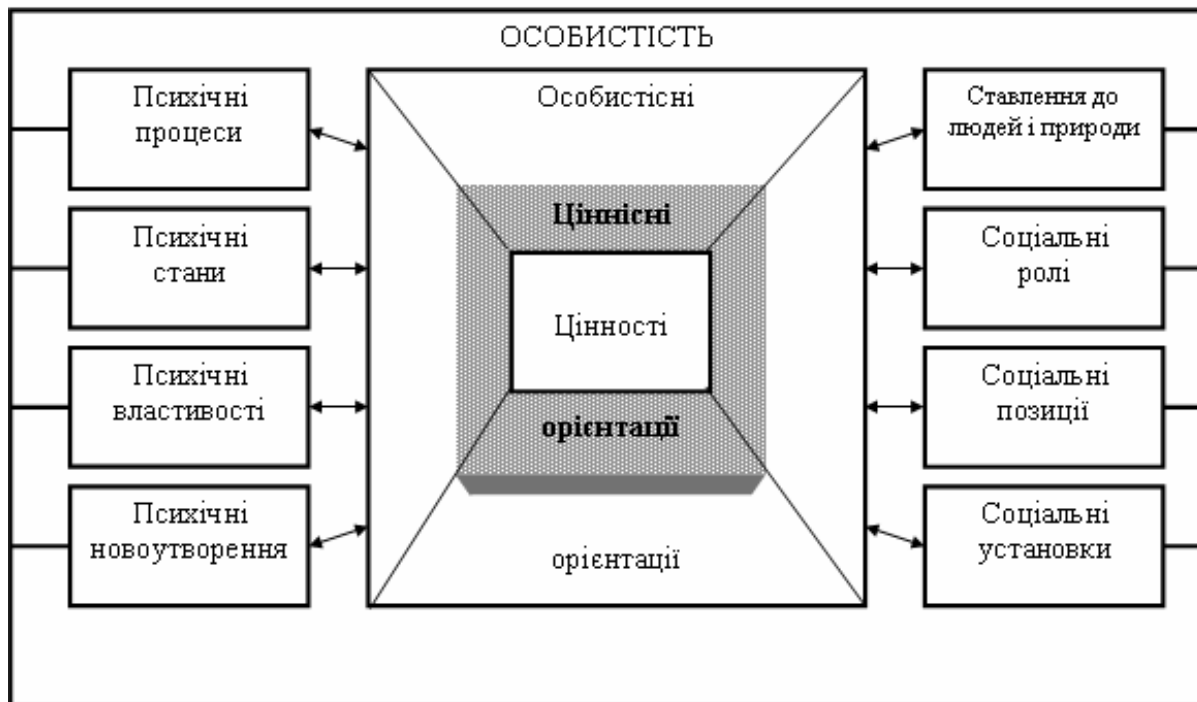 ОСОБИСТІСТЬ
Психічні
процеси
Психічні
стани
Психічні
властивості
Психічні
новоутворення
Особистісні
Ціннісні
Цінності
орієнтації
орієнтації
Ставлення до
людей і природи
Соціальні
ролі
Соціальні
позиції
Соціальні
установки